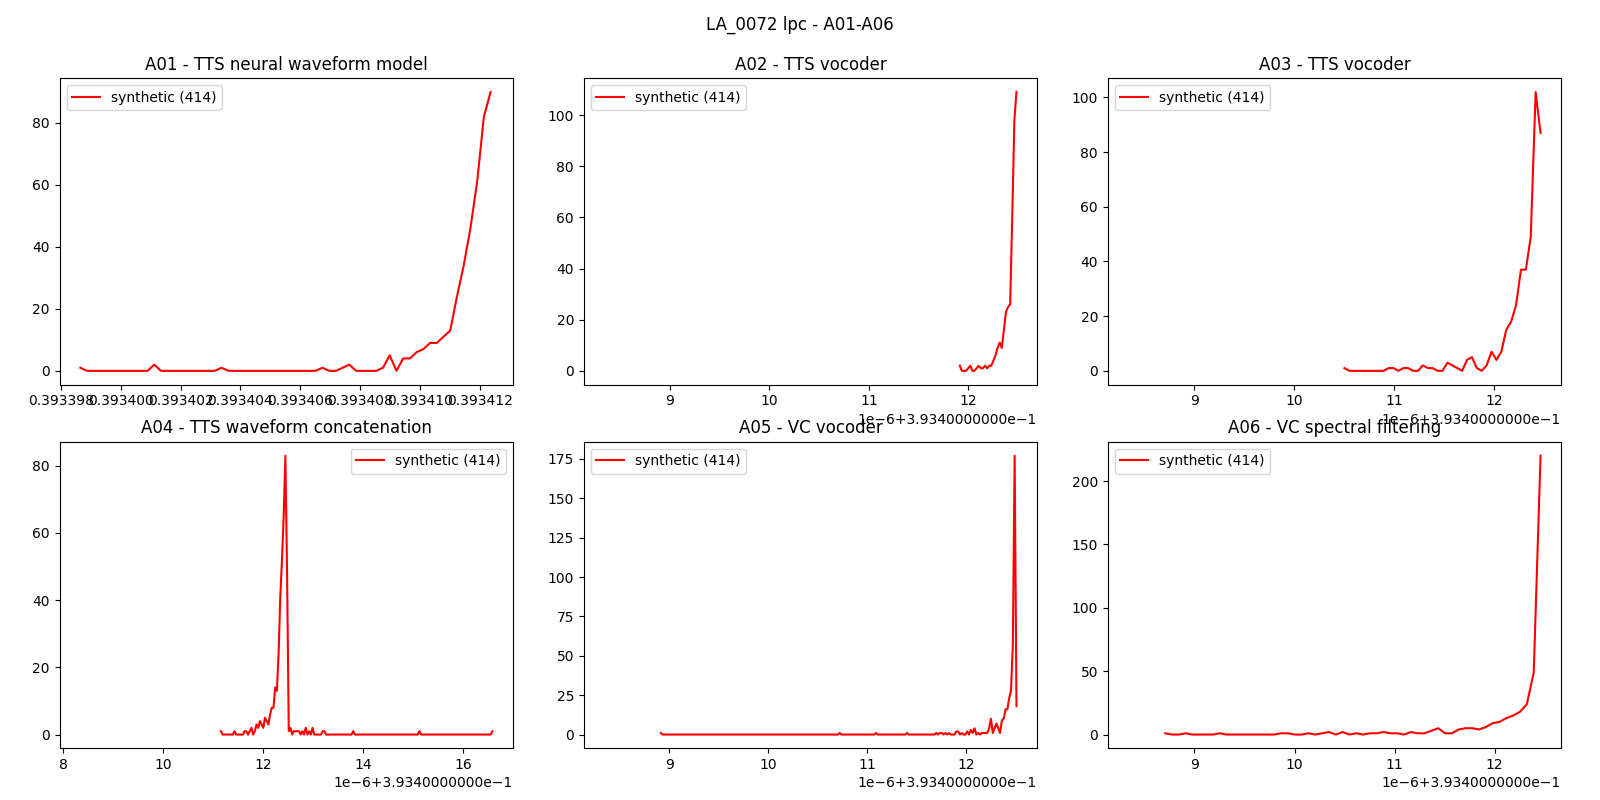 LA_0072 lpc - A01-A06
A01 - TTS neural waveform model
synthetic (414)
80
60
40
20
0
0.393398 0.393400 0.393402 0.393404 0.393406 0.393408 0.393410 0.393412
A02 - TTS vocoder
synthetic (414)
100
80
60
40
20
0
9 10 11 12
1e−6+3.9340000000e−1
A03 - TTS vocoder
synthetic (414)
100
80
60
40
20
0
9 10 11 12
1e−6+3.9340000000e−1
A04 - TTS waveform concatenation
synthetic (414)
80
60
40
20
0
8 10 12 14 16
1e−6+3.9340000000e−1
A05 - VC vocoder
synthetic (414)
175
150
125
100
75
50
25
0
9 10 11 12
1e−6+3.9340000000e−1
A06 - VC spectral filtering
synthetic (414)
200
150
100
50
0
9 10 11 12
1e−6+3.9340000000e−1